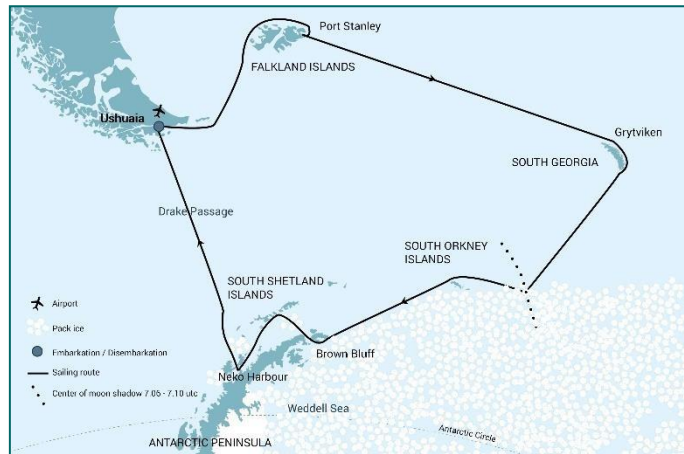 Port Stanley
FALKLAND ISLANDS
Ushuaia
Grytviken
SOUTH GEORGIA
Drake Passage
SOUTH ORKNEY
ISLANDS
SOUTH SHETLAND
ISLANDS
Airport
Pack ice
Embarkation / Disembarkation
Sailing route
Center of moon shadow 7.06 - 7.10 utc
Brown Bluff
Neko Harbour
Weddell Sea
Antarctic Circle
ANTARCTIC PENINSULA